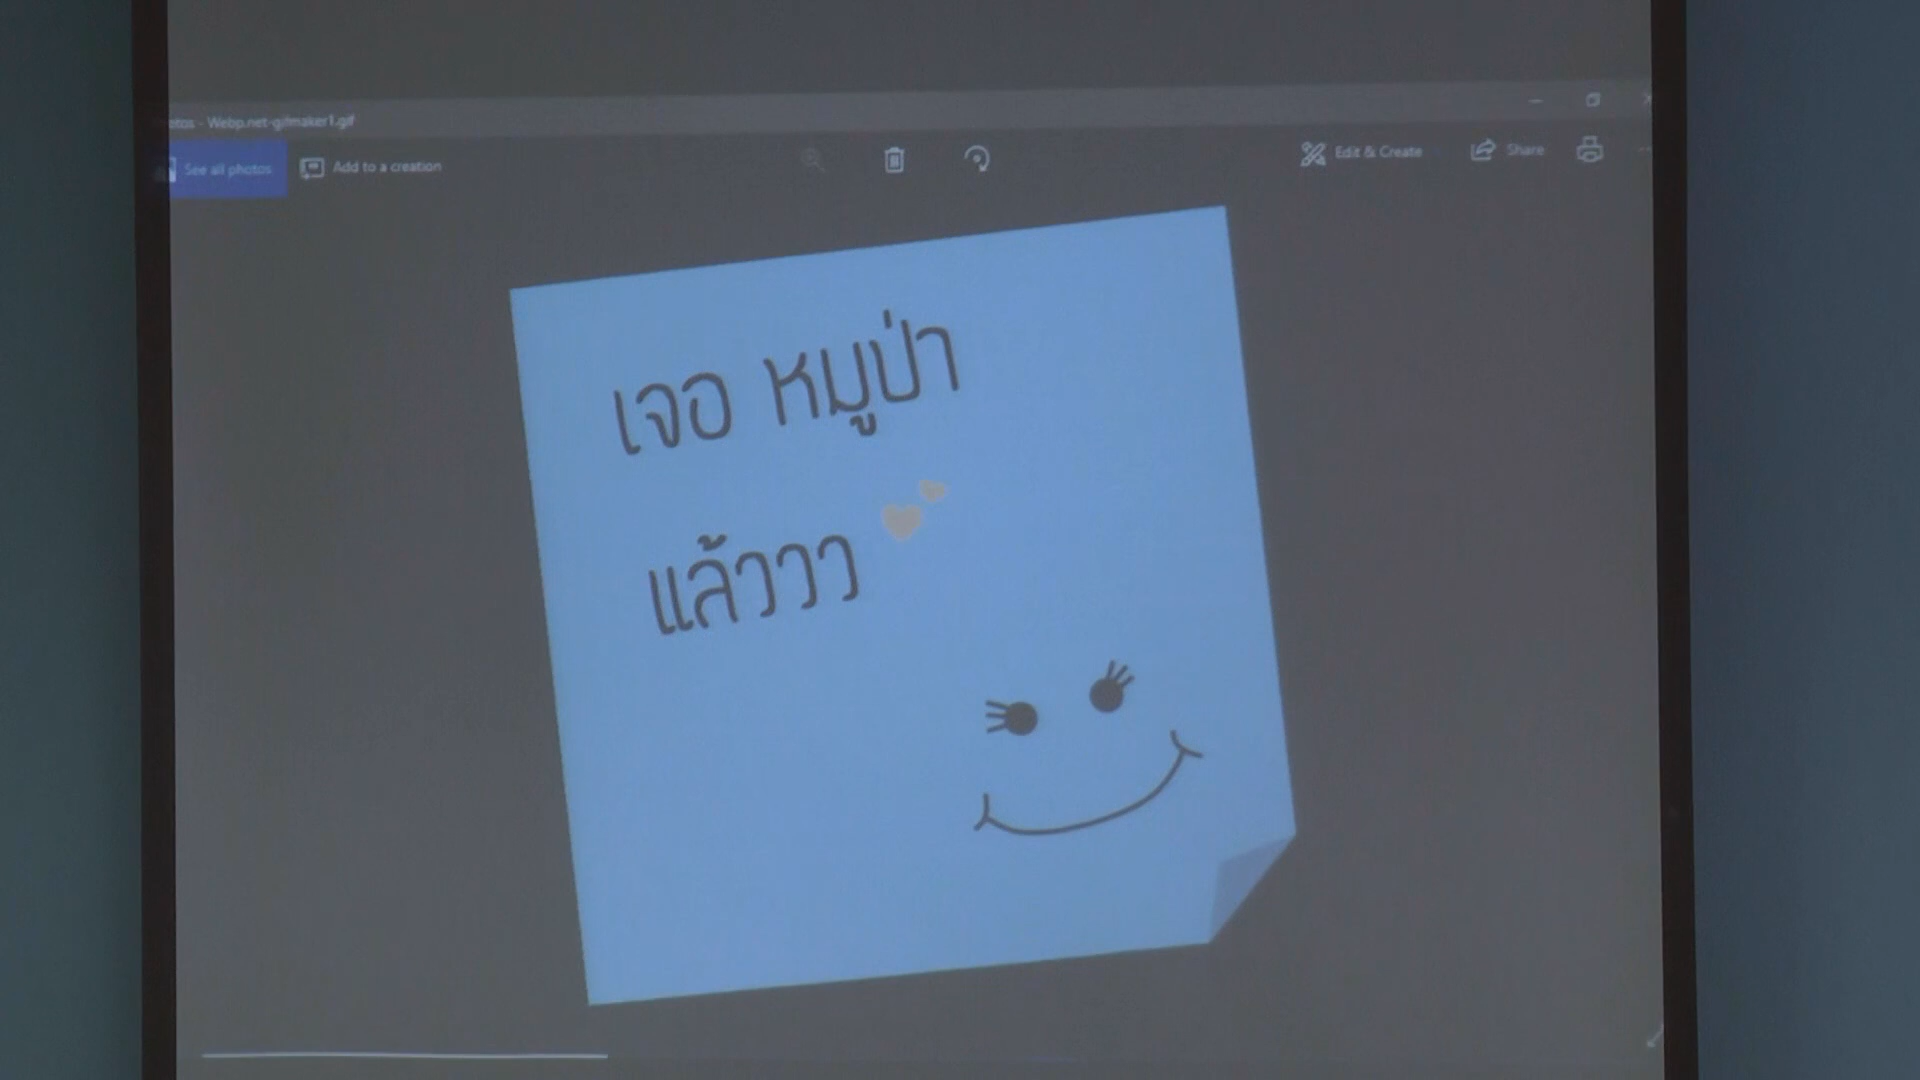 Photos - Webp.net-gifmaker1.gif
See all photos
Add to a creation
Edit & Create
Share
เจอ หมูป่า
แล้ววว